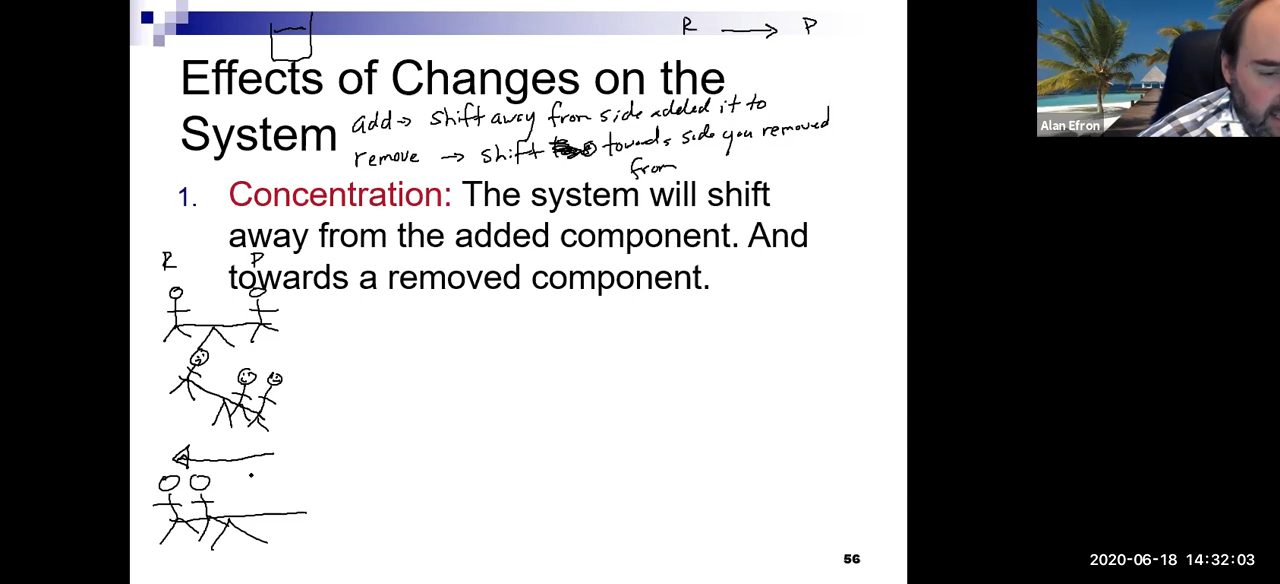 R → P
Effects of Changes on the
System
add → shift away from side added it to
remove → shift towards side you removed
from
1. Concentration: The system will shift
away from the added component. And
towards a removed component.
R P
56
Alan Efron
2020-06-18 14:32:03